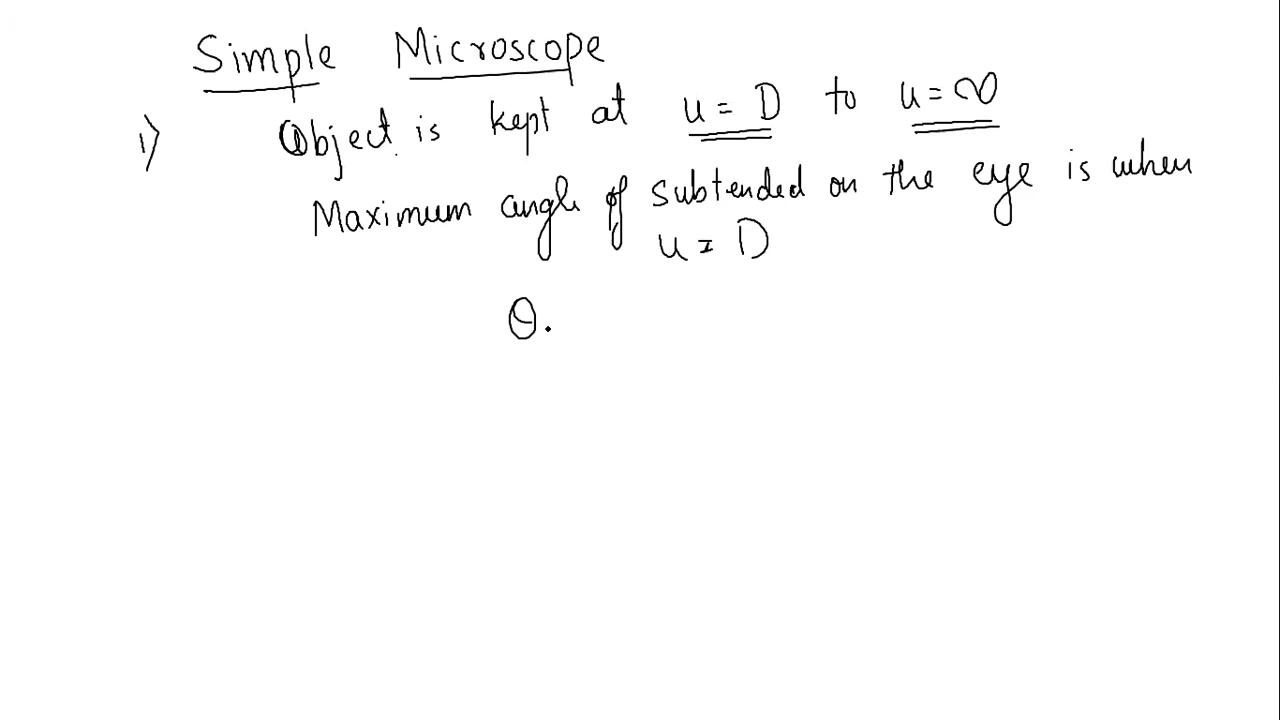 Simple Microscope
1) Object is kept at u = D to u = ∞
Maximum angle of subtended on the eye is when
u = D
θ.